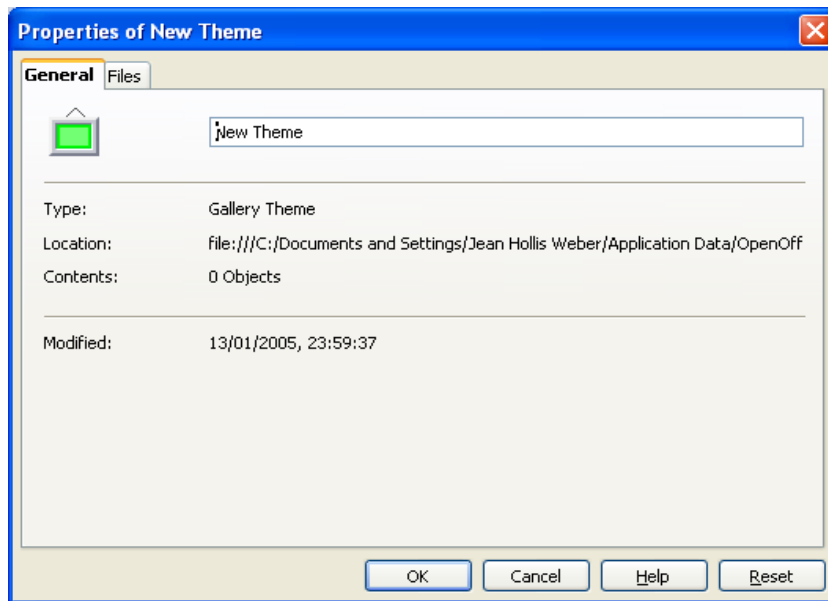 Properties of New Theme
General Files
New Theme
Type: Gallery Theme
Location: file:///C:/Documents and Settings/Jean Hollis Weber/Application Data/OpenOff
Contents: 0 Objects
Modified: 13/01/2005, 23:59:37
OK Cancel Help Reset